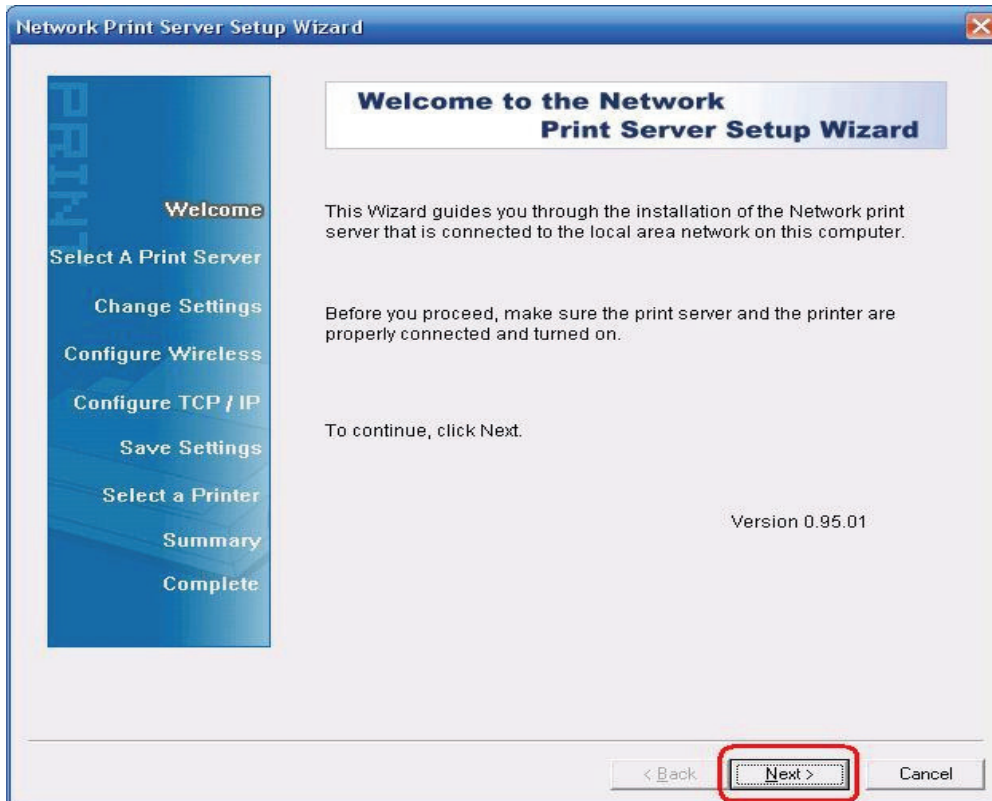 Network Print Server Setup Wizard
PRINT
Welcome
Select A Print Server
Change Settings
Configure Wireless
Configure TCP / IP
Save Settings
Select a Printer
Summary
Complete
Welcome to the Network
Print Server Setup Wizard
This Wizard guides you through the installation of the Network print
server that is connected to the local area network on this computer.
Before you proceed, make sure the print server and the printer are
properly connected and turned on.
To continue, click Next.
Version 0.95.01
< Back
Next >
Cancel